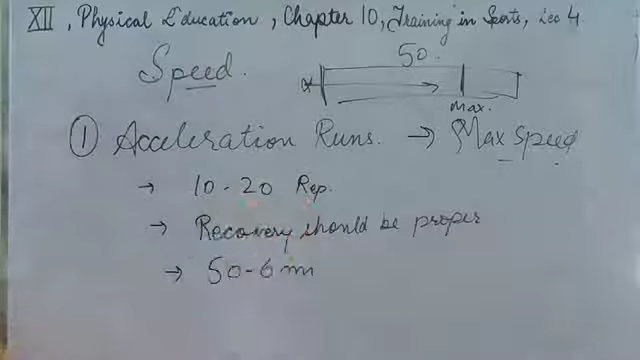 XII, Physical Education, Chapter 10, Training in Sports, Lec 4
Speed.
50.
Max.
① Acceleration Runs. → Max Speed
→ 10-20 Rep.
→ Recovery should be proper
→ 50-6m